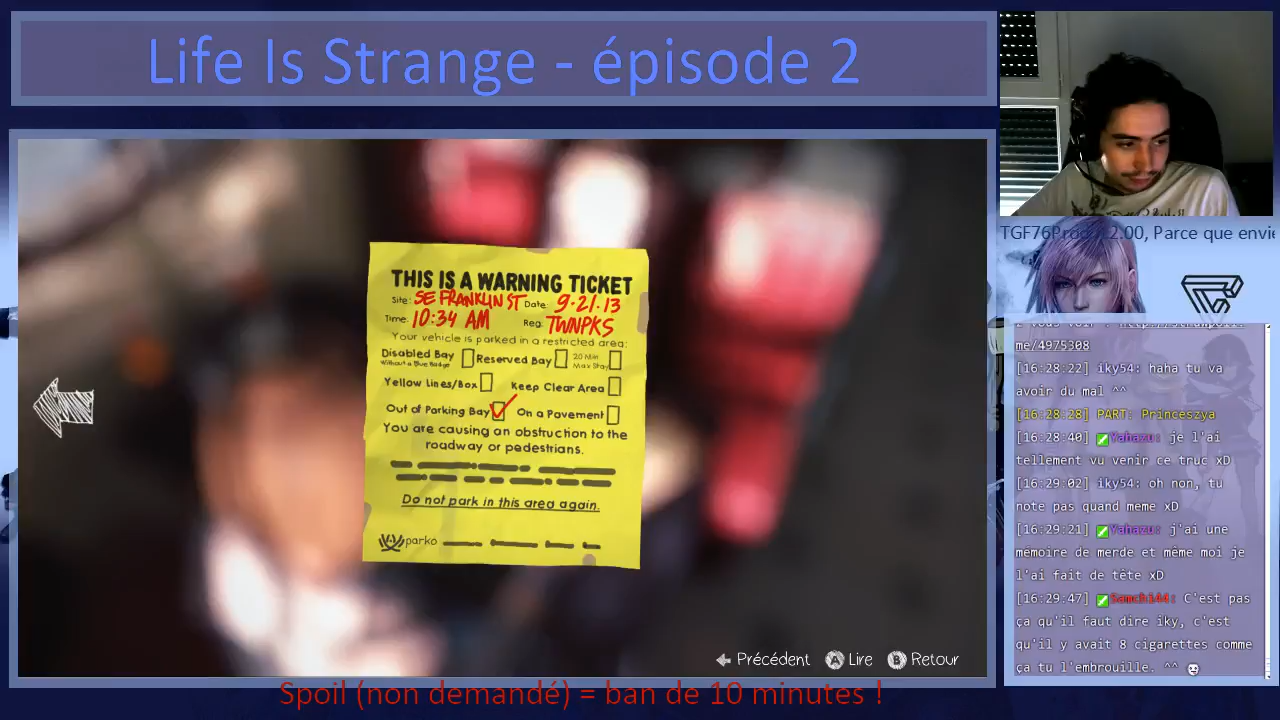 Life Is Strange - épisode 2
THIS IS A WARNING TICKET
Site: SE FRANKLIN ST Date: 9.21.13
Time: 10:34 AM Reg: TWNPKS
Your vehicle is parked in a restricted area:
Disabled Bay Reserved Bay 20 Min
Without a Blue Badge Max Stay
Yellow Lines/Box Keep Clear Area
Out of Parking Bay On a Pavement
You are causing an obstruction to the
roadway or pedestrians.
Do not park in this area again.
parko
Précédent A Lire B Retour
Spoil (non demandé) = ban de 10 minutes !
2.00, Parce que envie
me/4975308
[16:28:22] iky54: haha tu va
avoir du mal ^^
[16:28:28] PART: Princeszya
[16:28:40] Yahazu: je l'ai
tellement vu venir ce truc xD
[16:29:02] iky54: oh non, tu
note pas quand meme xD
[16:29:21] Yahazu: j'ai une
mémoire de merde et même moi je
l'ai fait de tête xD
[16:29:47] Samchi44: C'est pas
ça qu'il faut dire iky, c'est
qu'il y avait 8 cigarettes comme
ça tu l'embrouille. ^^